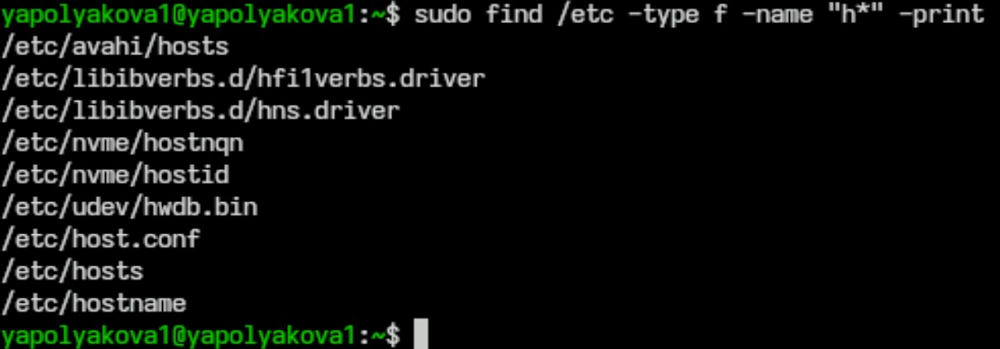 yapolyakova1@yapolyakova1:~$ sudo find /etc -type f -name "h*" -print
/etc/avahi/hosts
/etc/libibverbs.d/hfi1verbs.driver
/etc/libibverbs.d/hns.driver
/etc/nvme/hostnqn
/etc/nvme/hostid
/etc/udev/hwdb.bin
/etc/host.conf
/etc/hosts
/etc/hostname
yapolyakova1@yapolyakova1:~$